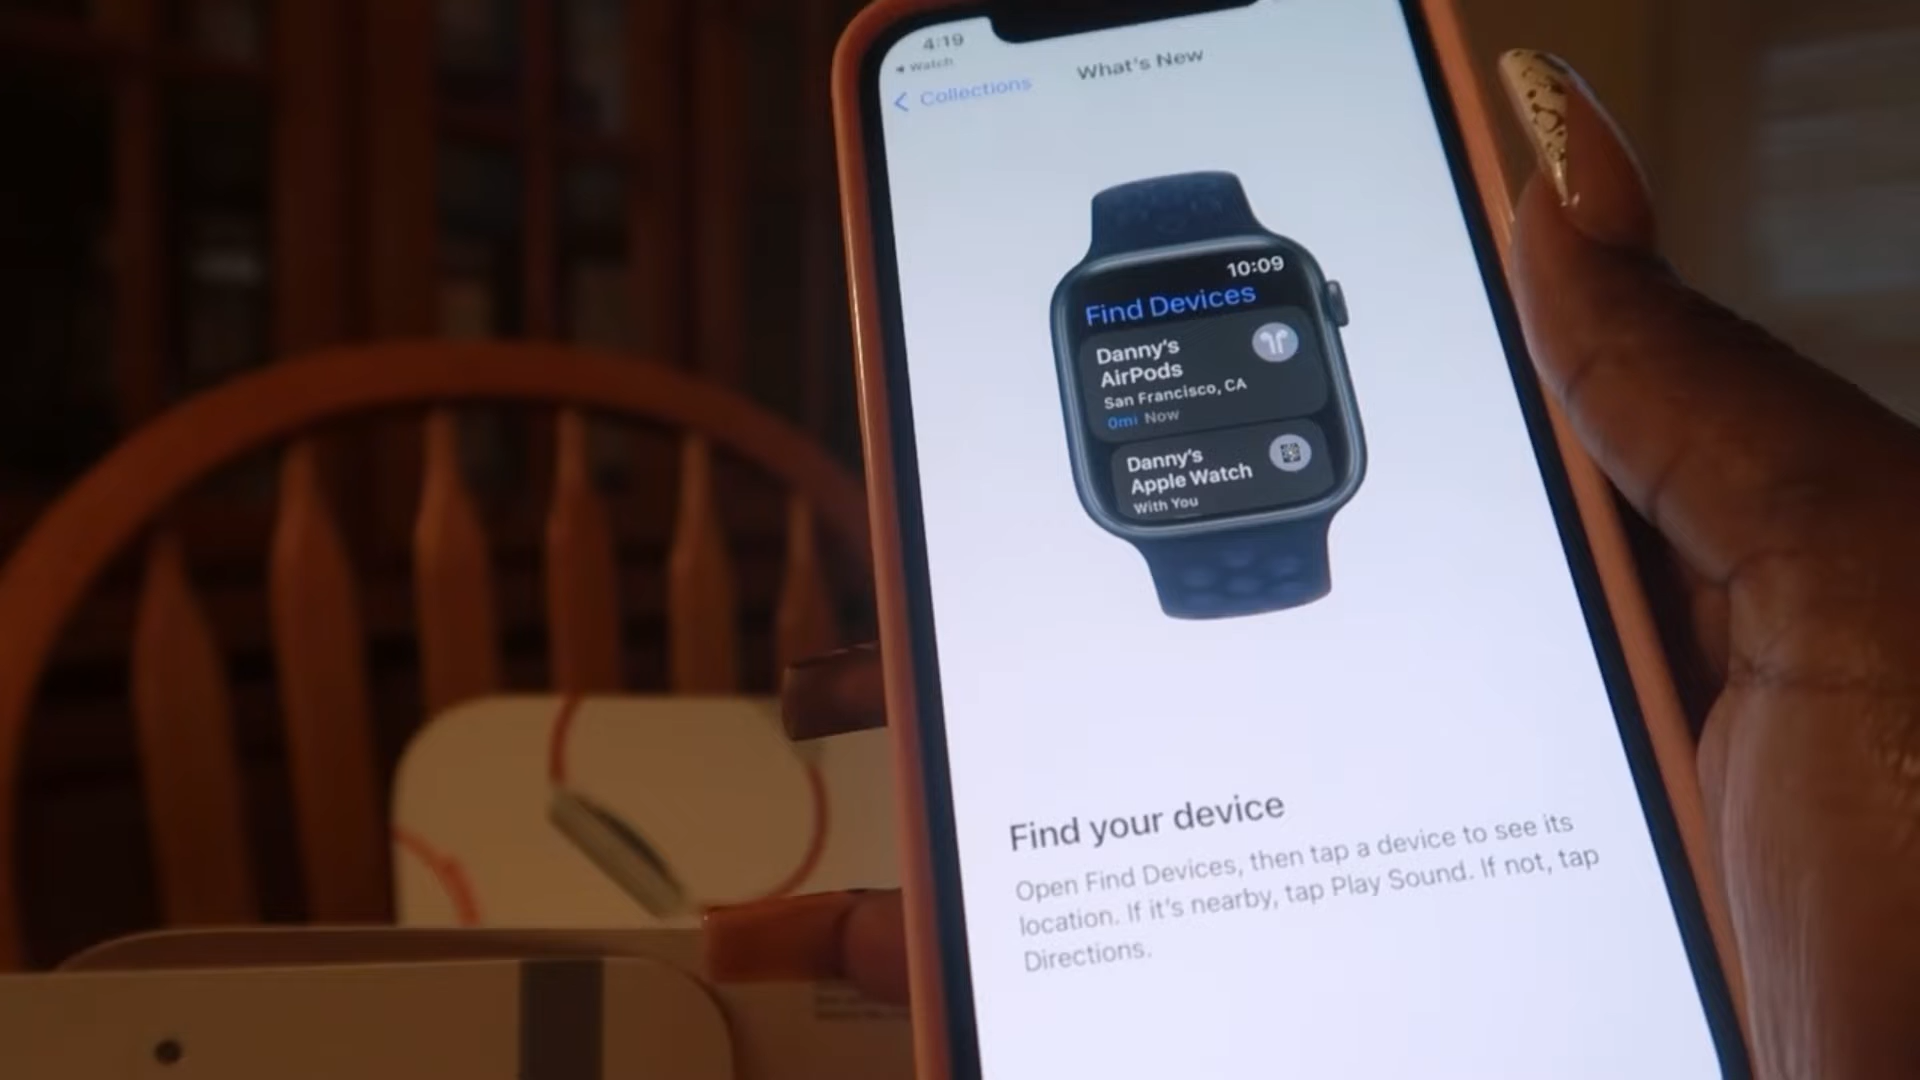 4:19
◂ Watch
What's New
Collections
10:09
Find Devices
Danny's
AirPods
San Francisco, CA
0mi Now
Danny's
Apple Watch
With You
Find your device
Open Find Devices, then tap a device to see its
location. If it's nearby, tap Play Sound. If not, tap
Directions.